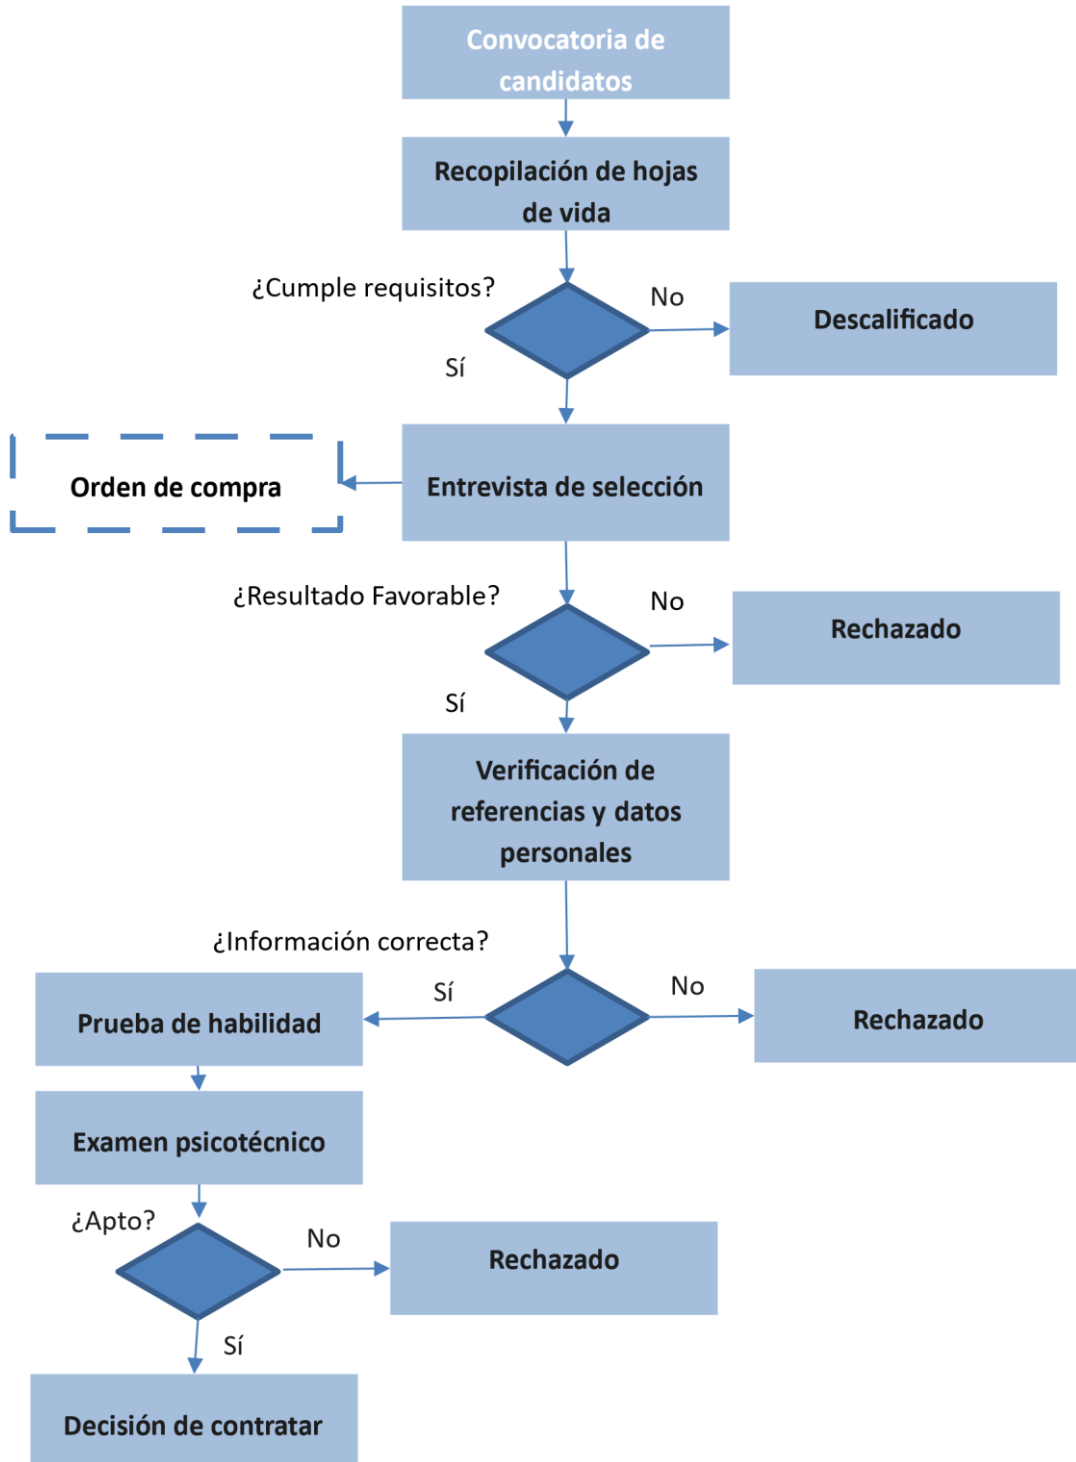 Convocatoria de
candidatos
Recopilación de hojas
de vida
¿Cumple requisitos?
No
Descalificado
Sí
Orden de compra
Entrevista de selección
¿Resultado Favorable?
No
Rechazado
Sí
Verificación de
referencias y datos
personales
¿Información correcta?
Sí
No
Prueba de habilidad
Rechazado
Examen psicotécnico
¿Apto?
No
Rechazado
Sí
Decisión de contratar